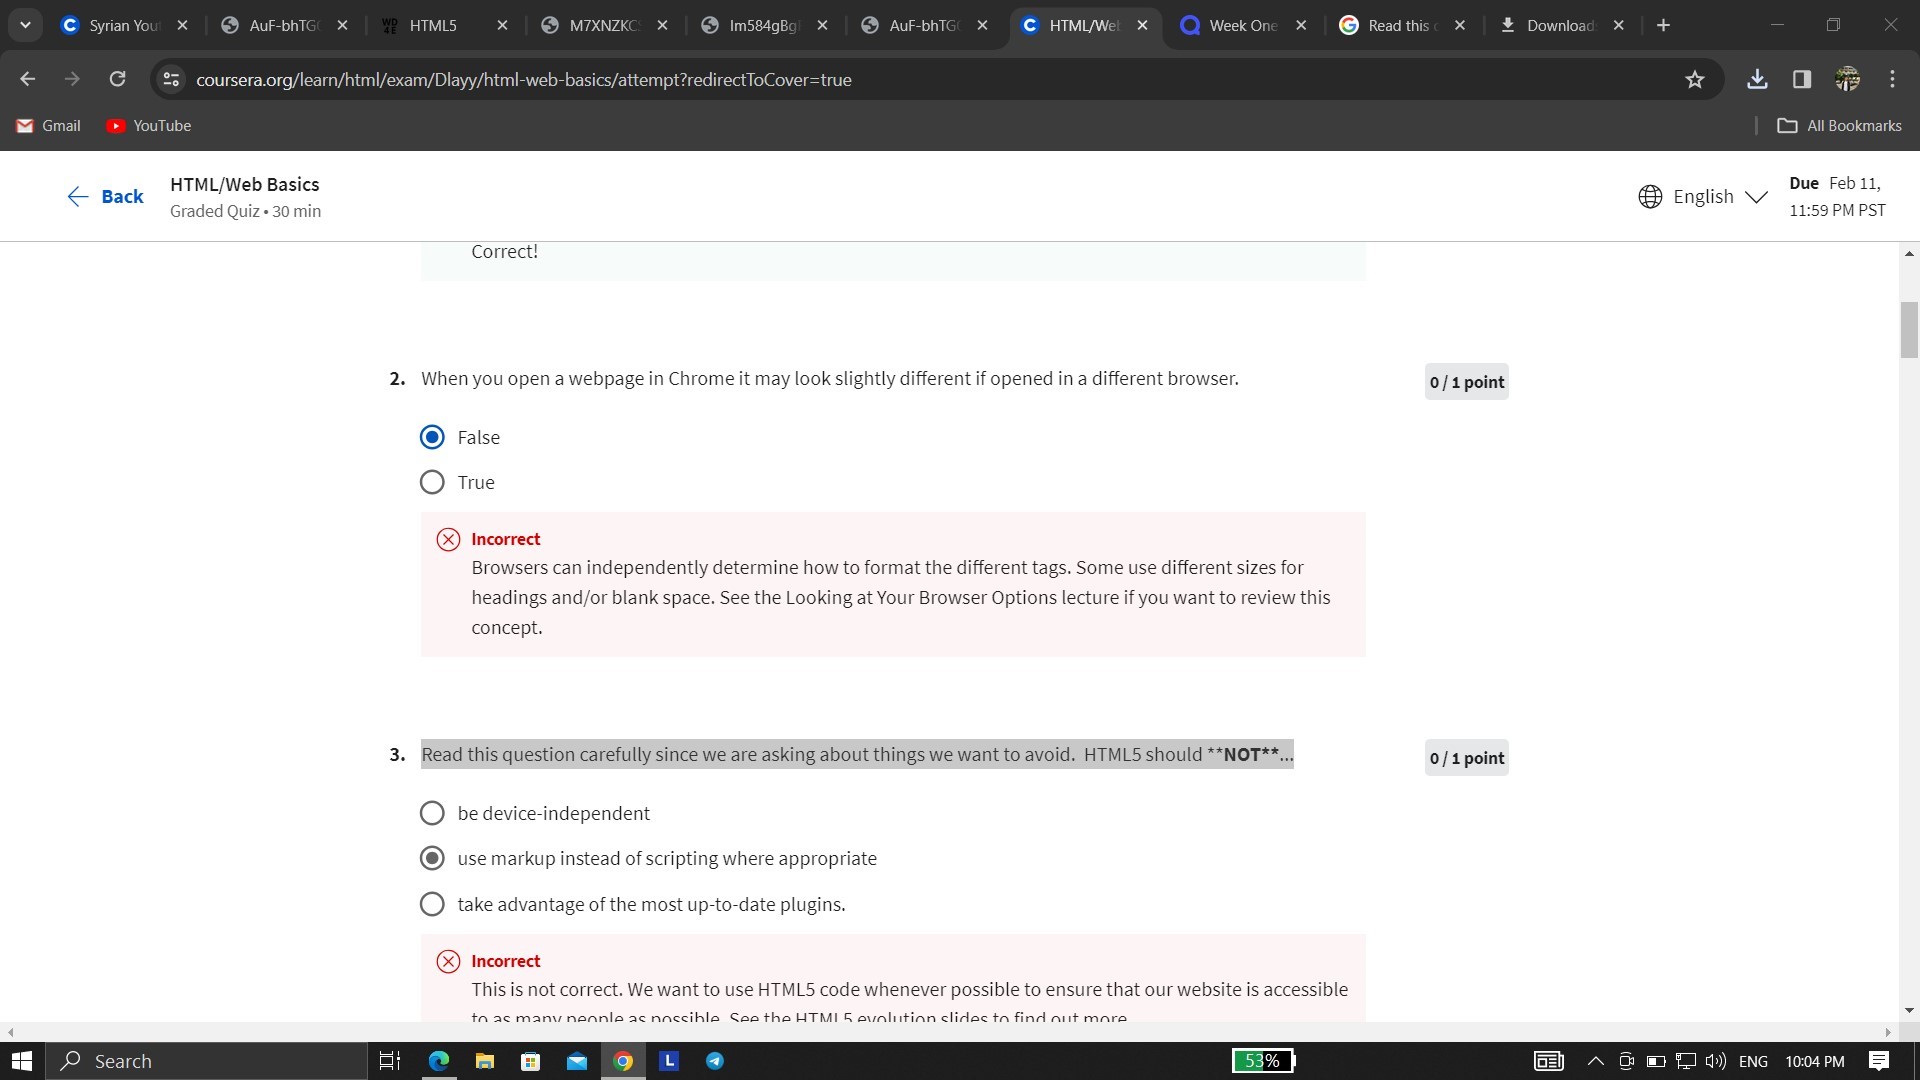 Syrian You
AuF-bhTG
WD4E HTML5
M7XNZKC
Im584gBg
AuF-bhTG
HTML/We
Week One
Read this
Download
coursera.org/learn/html/exam/Dlayy/html-web-basics/attempt?redirectToCover=true
Gmail
YouTube
All Bookmarks
Back
HTML/Web Basics
Graded Quiz • 30 min
English
Due Feb 11,
11:59 PM PST
Correct!
2. When you open a webpage in Chrome it may look slightly different if opened in a different browser.
0 / 1 point
False
True
Incorrect
Browsers can independently determine how to format the different tags. Some use different sizes for
headings and/or blank space. See the Looking at Your Browser Options lecture if you want to review this
concept.
3. Read this question carefully since we are asking about things we want to avoid. HTML5 should **NOT**...
0 / 1 point
be device-independent
use markup instead of scripting where appropriate
take advantage of the most up-to-date plugins.
Incorrect
This is not correct. We want to use HTML5 code whenever possible to ensure that our website is accessible
to as many people as possible. See the HTML5 evolution slides to find out more.
Search
L
53%
ENG
10:04 PM